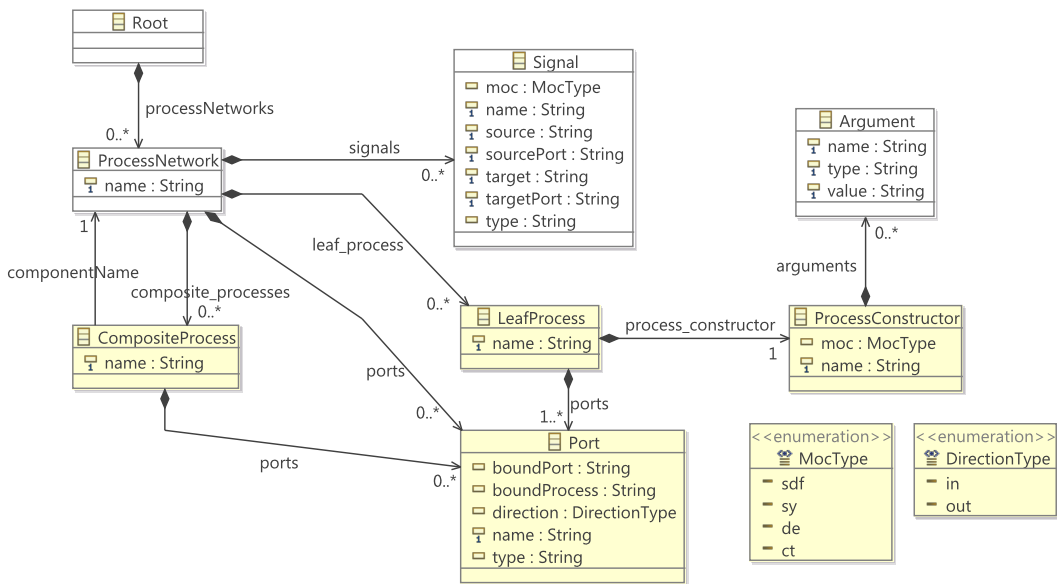 Root
processNetworks
0..*
ProcessNetwork
name : String
signals
0..*
Signal
moc : MocType
name : String
source : String
sourcePort : String
target : String
targetPort : String
type : String
Argument
name : String
type : String
value : String
0..*
arguments
1
componentName
composite_processes
0..*
leaf_process
0..*
CompositeProcess
name : String
LeafProcess
name : String
process_constructor
1
ProcessConstructor
moc : MocType
name : String
ports
0..*
1..*
ports
ports
0..*
Port
boundPort : String
boundProcess : String
direction : DirectionType
name : String
type : String
<<enumeration>>
MocType
sdf
sy
de
ct
<<enumeration>>
DirectionType
in
out